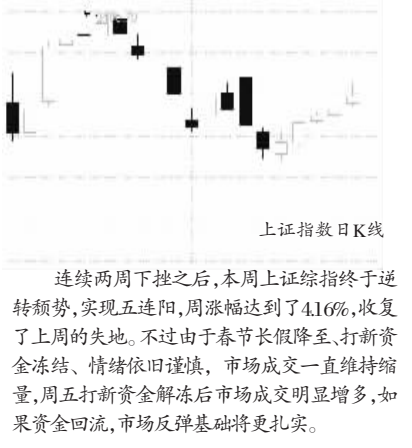 上证指数日K线
连续两周下挫之后,本周上证综指终于逆
转颓势,实现五连阳,周涨幅达到了4.16%,收复
了上周的失地。不过由于春节长假降至、打新资
金冻结、情绪依旧谨慎，市场成交一直维持缩
量,周五打新资金解冻后市场成交明显增多,如
果资金回流,市场反弹基础将更扎实。